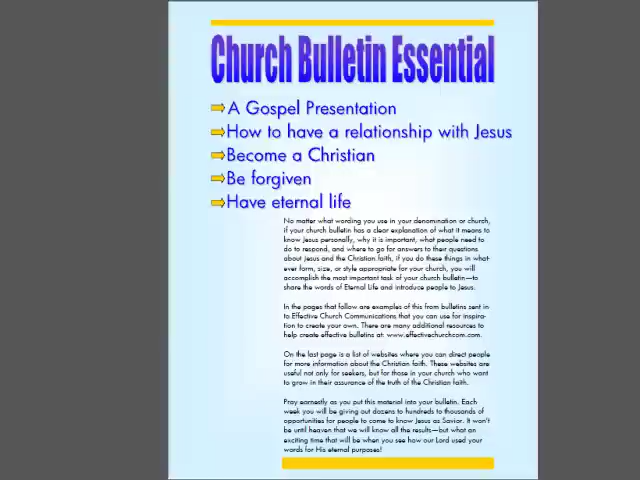 Church Bulletin Essential
A Gospel Presentation
How to have a relationship with Jesus
Become a Christian
Be forgiven
Have eternal life
No matter what wording you use in your denomination or church,
if your church bulletin has a clear explanation of what it means to
know Jesus personally, why it is important, what people need to
do to respond, and where to go for answers to their questions
about Jesus and the Christian faith, if you do these things in what-
ever form, size, or style appropriate for your church, you will
accomplish the most important task of your church bulletin—to
share the words of Eternal Life and introduce people to Jesus.
In the pages that follow are examples of this from bulletins sent in
to Effective Church Communications that you can use for inspira-
tion to create your own. There are many additional resources to
help create effective bulletins at: www.effectivechurchcom.com.
On the last page is a list of websites where you can direct people
for more information about the Christian faith. These websites are
useful not only for seekers, but for those in your church who want
to grow in their assurance of the truth of the Christian faith.
Pray earnestly as you put this material into your bulletin. Each
week you will be giving out dozens to hundreds to thousands of
opportunities for people to come to know Jesus as Savior. It won't
be until heaven that we will know all the results—but what an
exciting time that will be when you see how our Lord used your
words for His eternal purposes!